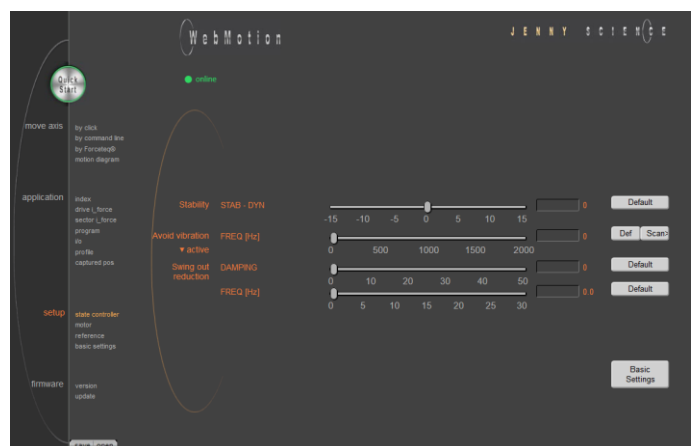 WebMotion
JENNY SCIENCE
Quick
Start
online
move axis
by click
by command line
by Forceteq®
motion diagram
application
index
drive i_force
sector i_force
program
i/o
profile
captured pos
setup
state controller
motor
reference
basic settings
firmware
version
update
save open
Stability STAB - DYN 0 Default
-15 -10 -5 0 5 10 15
Avoid vibration FREQ [Hz] 0 Def Scan>
▾ active 0 500 1000 1500 2000
Swing out
reduction
DAMPING 0 Default
0 10 20 30 40 50
FREQ [Hz] 0.0 Default
0 5 10 15 20 25 30
Basic
Settings